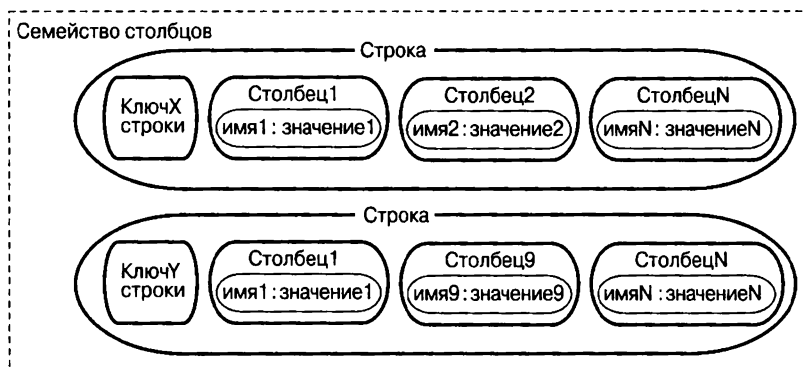 Семейство столбцов
Строка
КлючX строки
Столбец1
имя1 : значение1
Столбец2
имя2 : значение2
СтолбецN
имяN : значениеN
Строка
КлючY строки
Столбец1
имя1 : значение1
Столбец9
имя9 : значение9
СтолбецN
имяN : значениеN